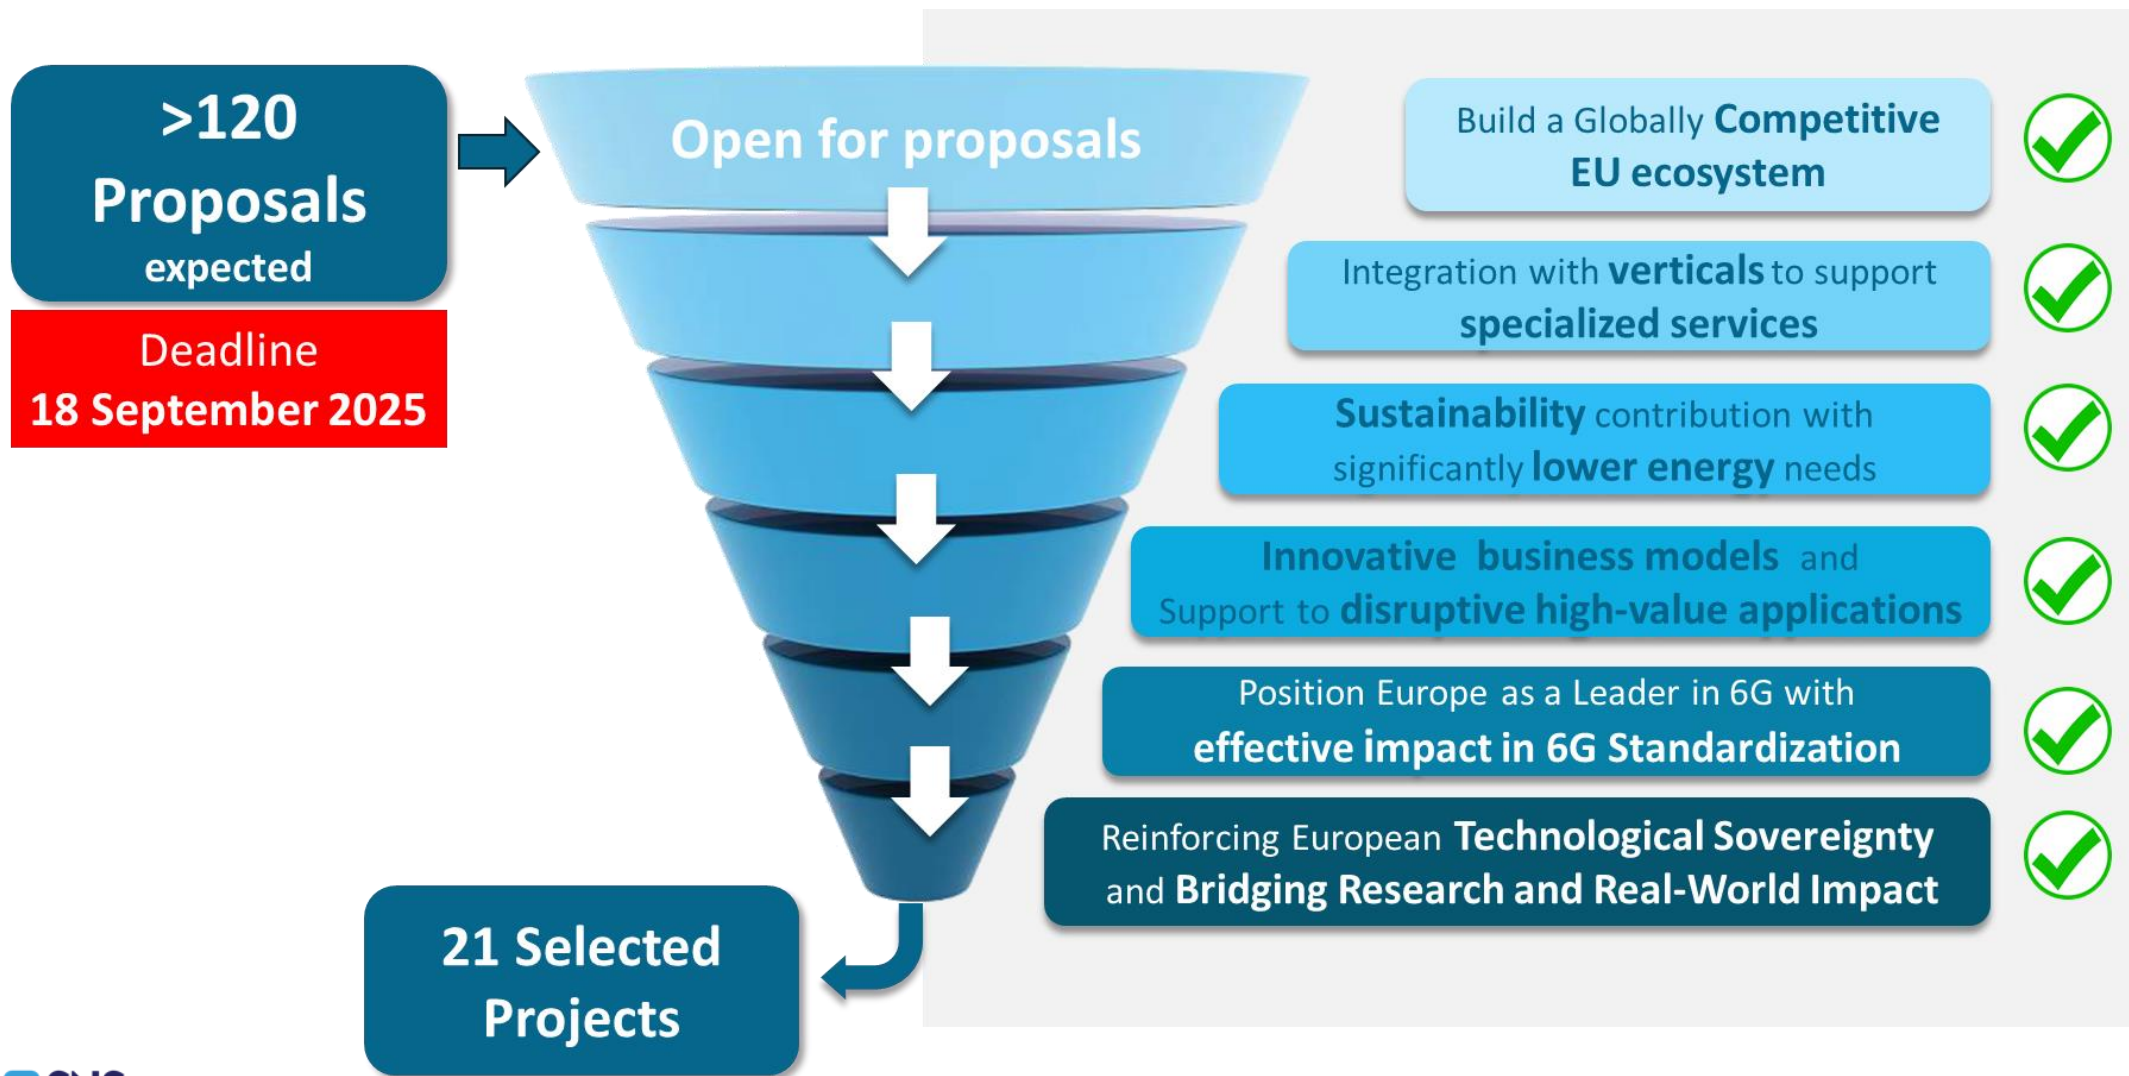 >120
Proposals
expected
Deadline
18 September 2025
Open for proposals
Build a Globally Competitive
EU ecosystem
Integration with verticals to support
specialized services
Sustainability contribution with
significantly lower energy needs
Innovative business models and
Support to disruptive high-value applications
Position Europe as a Leader in 6G with
effective impact in 6G Standardization
Reinforcing European Technological Sovereignty
and Bridging Research and Real-World Impact
21 Selected
Projects